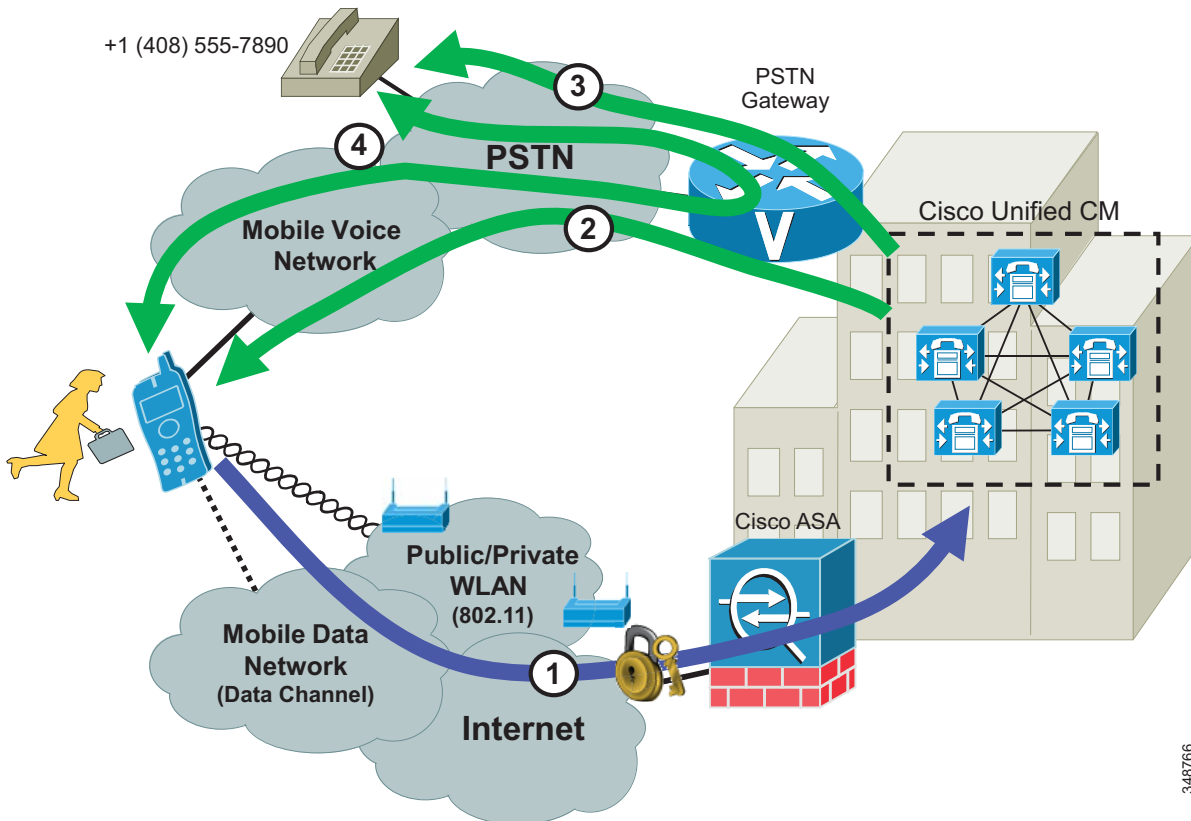 +1 (408) 555-7890
3
PSTN
Gateway
4
PSTN
Cisco Unified CM
2
Mobile Voice
Network
V
Cisco ASA
Public/Private
WLAN
(802.11)
Mobile Data
Network
(Data Channel)
1
Internet
348766